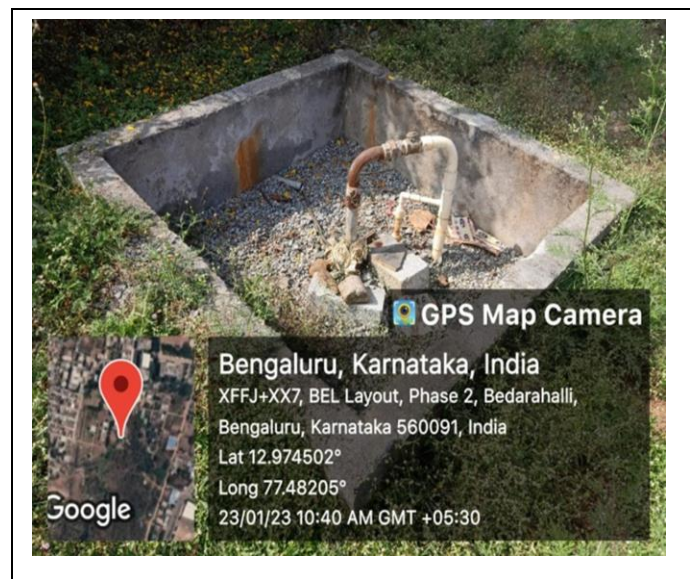 GPS Map Camera
Bengaluru, Karnataka, India
XFFJ+XX7, BEL Layout, Phase 2, Bedarahalli,
Bengaluru, Karnataka 560091, India
Lat 12.974502°
Long 77.48205°
23/01/23 10:40 AM GMT +05:30
Google